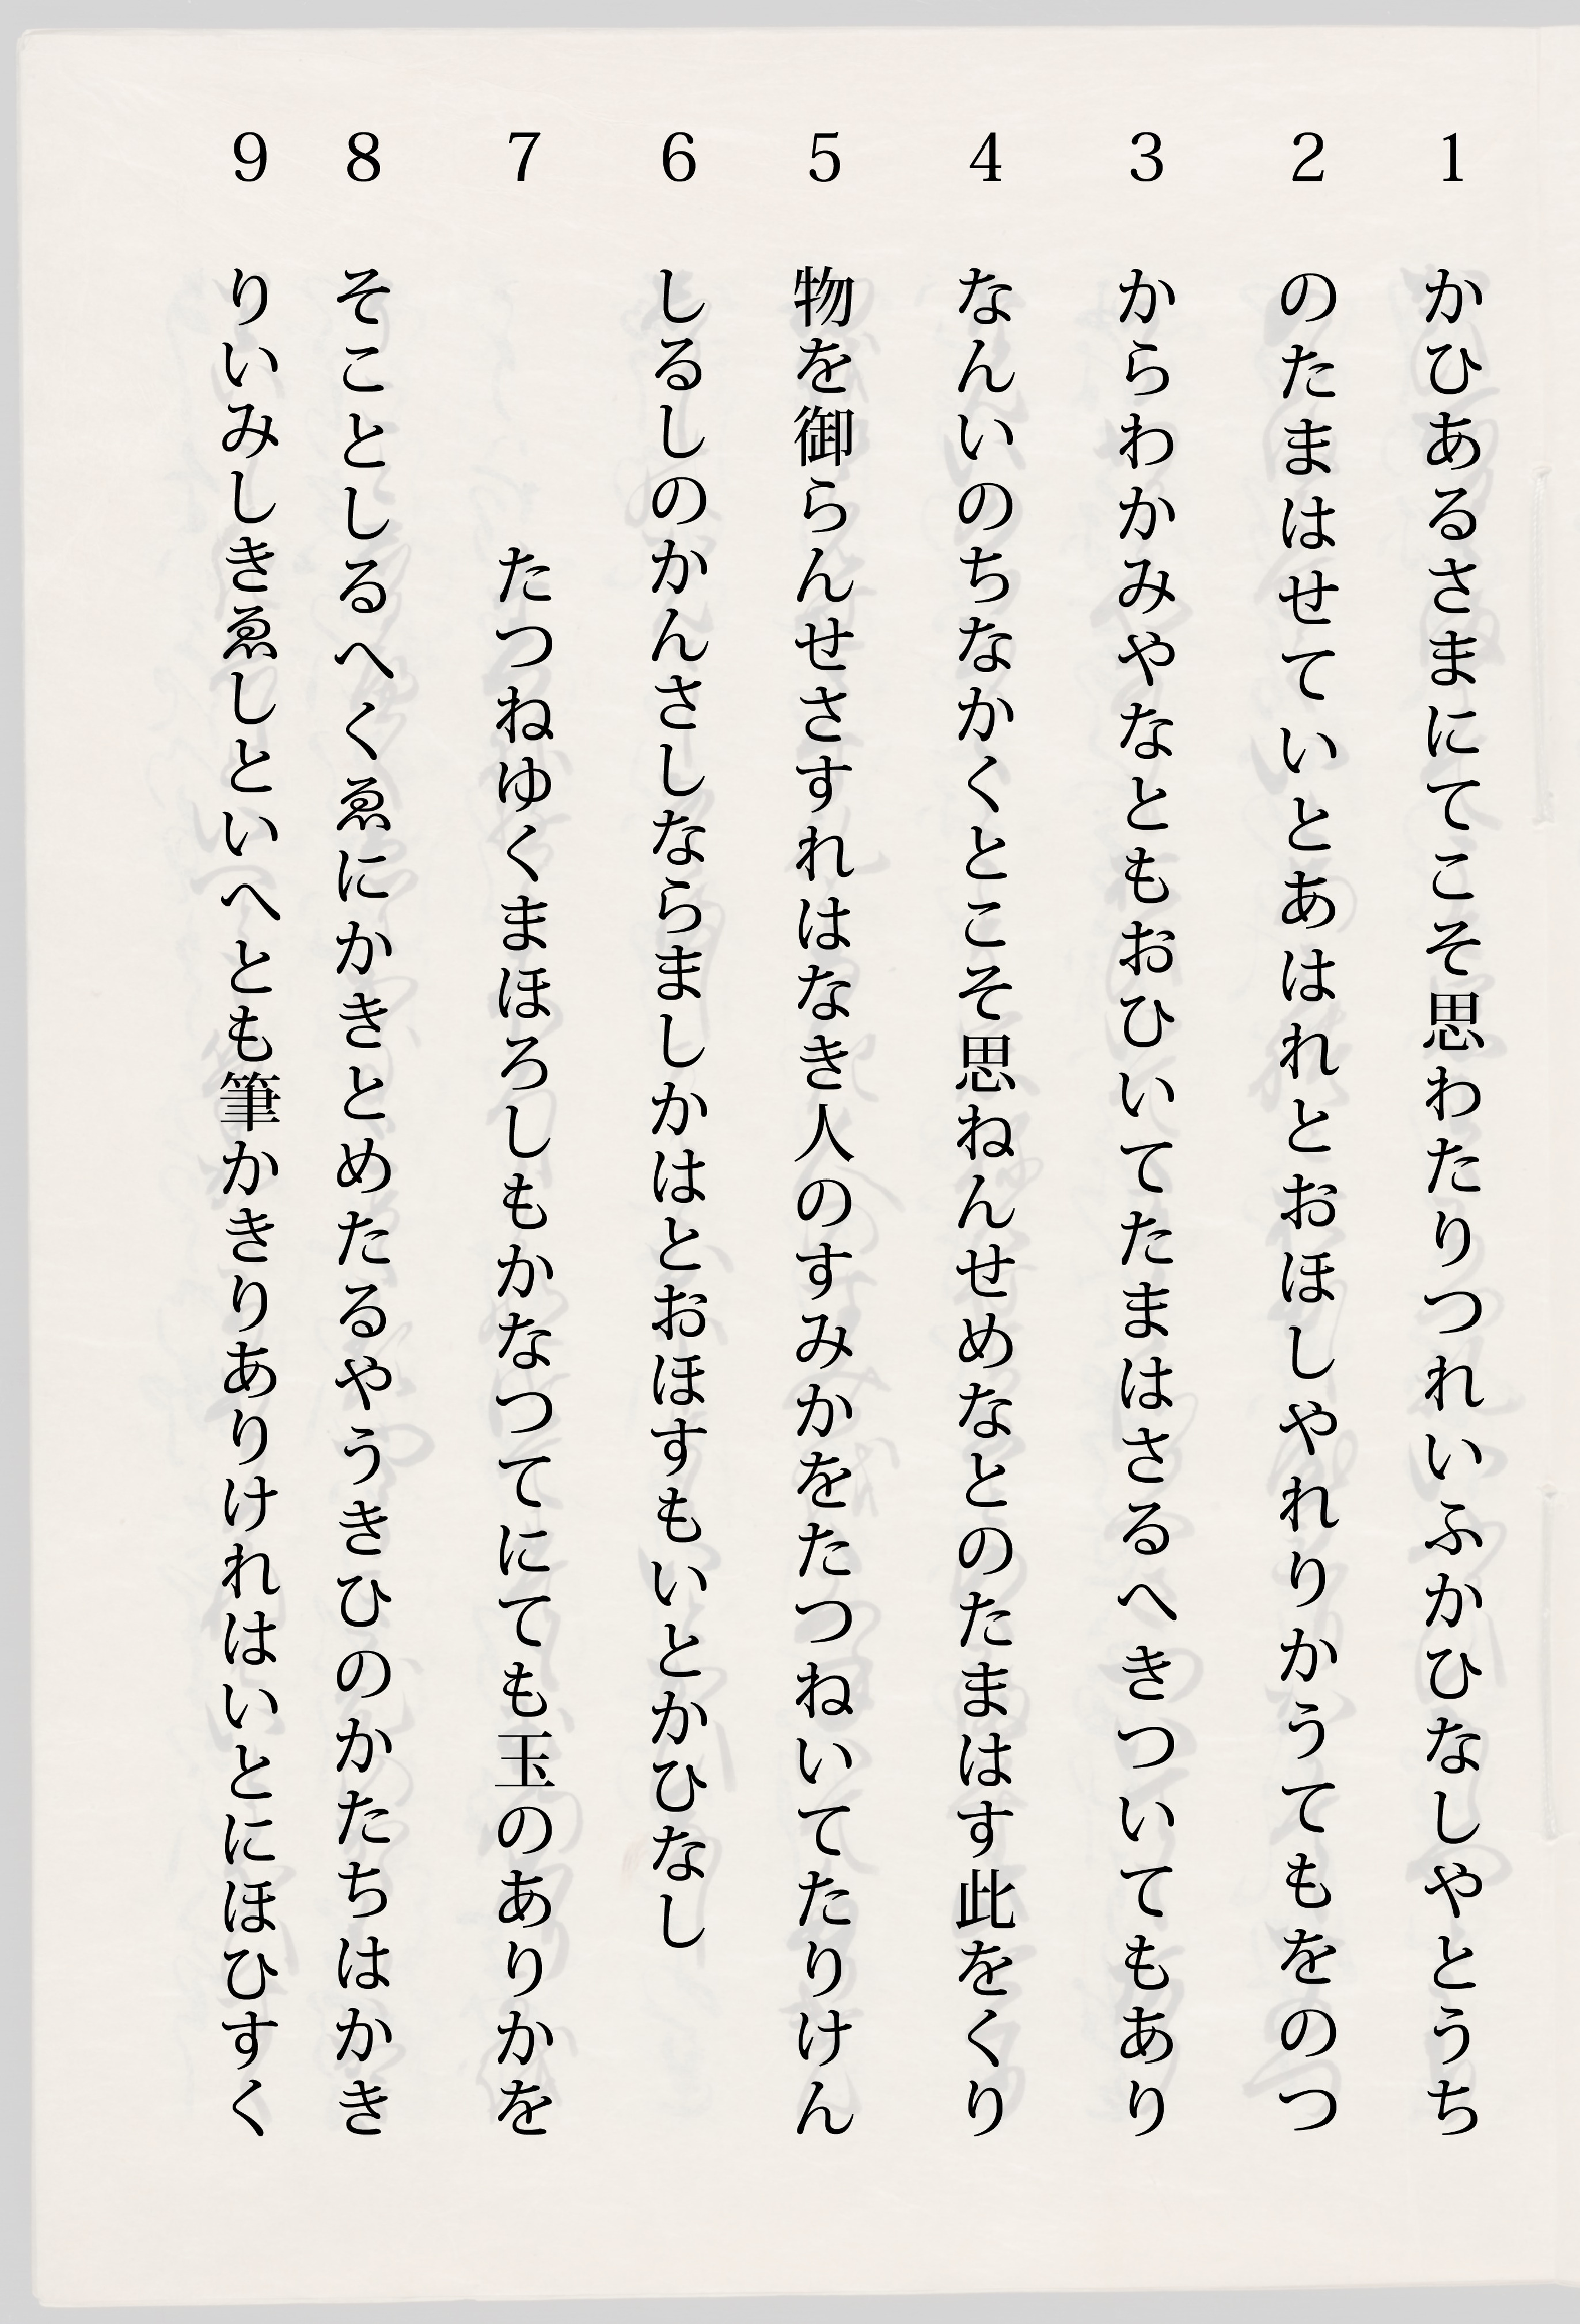 1 かひあるさまにてこそ思わたりつれいふかひなしやとうち
2 のたまはせていとあはれとおほしやれりかうてもをのつ
3 からわかみやなともおひいてたまはさるへきついてもあり
4 なんいのちなかくとこそ思ねんせめなとのたまはす此をくり
5 物を御らんせさすれはなき人のすみかをたつねいてたりけん
6 しるしのかんさしならましかはとおほすもいとかひなし
7 たつねゆくまほろしもかなつてにても玉のありかを
8 そことしるへくゑにかきとめたるやうきひのかたちはかき
9 りいみしきゑしといへとも筆かきりありけれはいとにほひすく